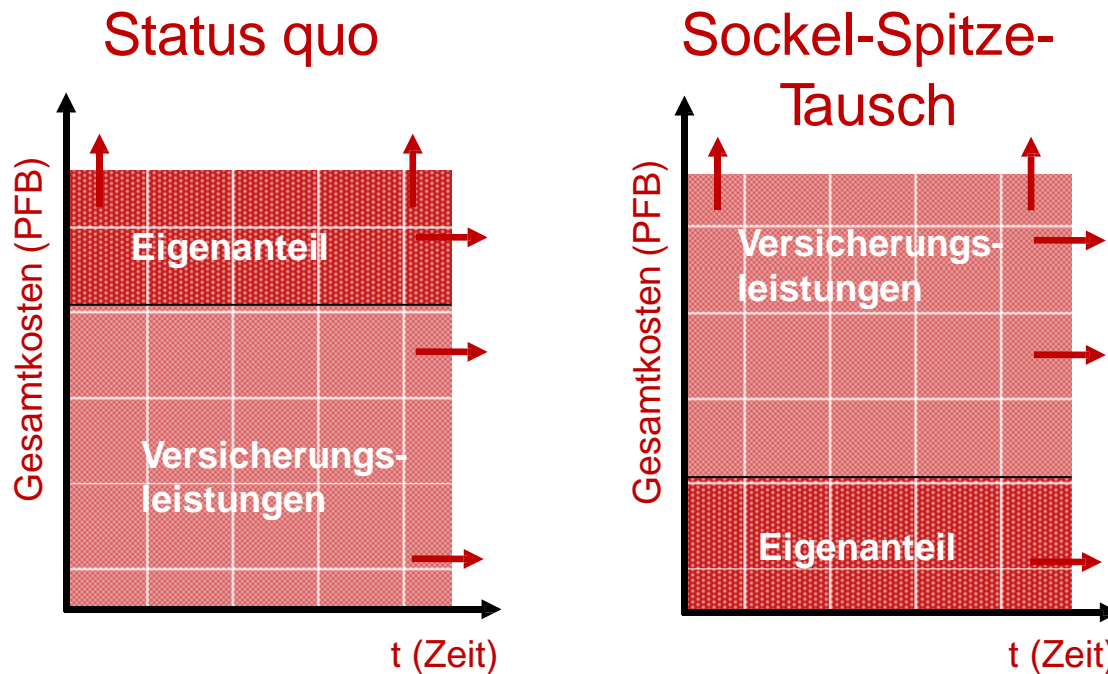 Status quo
Gesamtkosten (PFB)
Eigenanteil
Versicherungs-
leistungen
t (Zeit)
Sockel-Spitze-
Tausch
Gesamtkosten (PFB)
Versicherungs-
leistungen
Eigenanteil
t (Zeit)